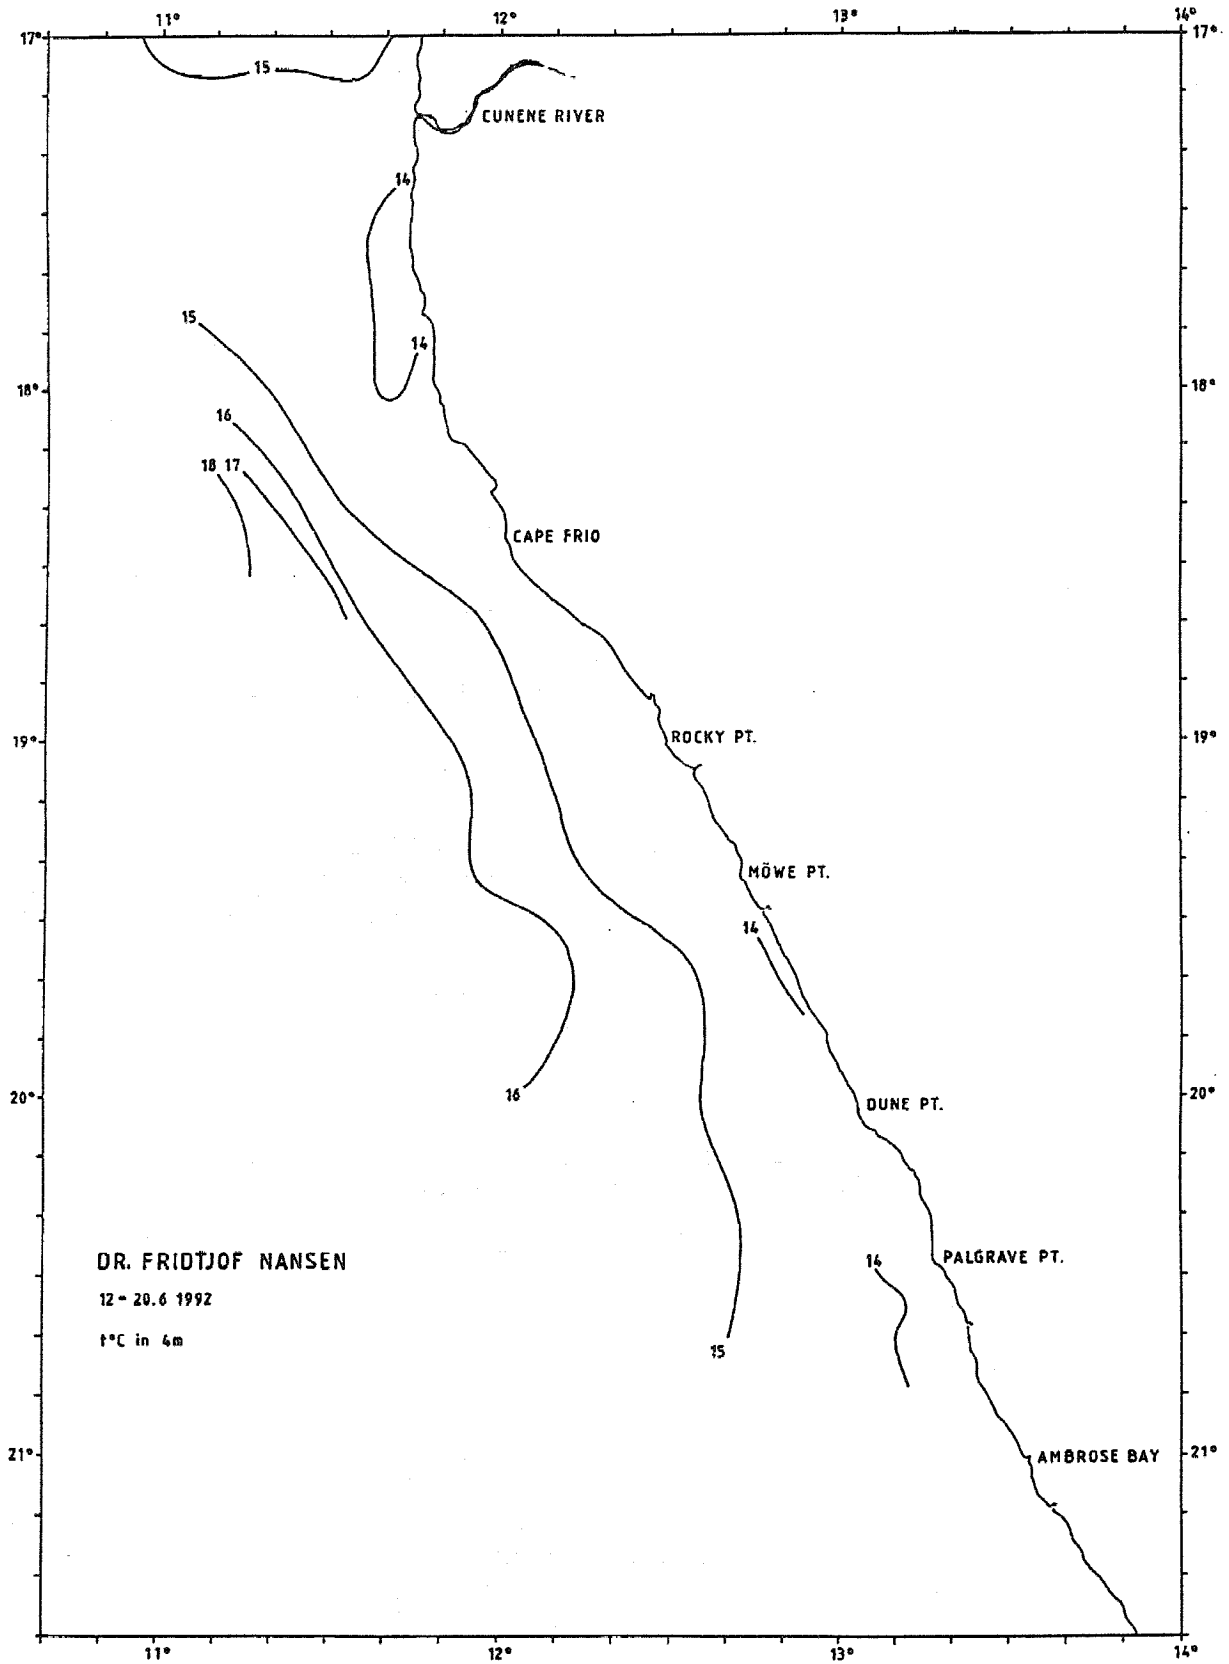 11° 12° 13° 14°
17° 17°
15
CUNENE RIVER
14
15
14
18° 18°
16
18 17
CAPE FRIO
19° ROCKY PT. 19°
MÖWE PT.
14
16
20° 20°
DUNE PT.
14
PALGRAVE PT.
DR. FRIDTJOF NANSEN
12 - 20.6 1992
t°C in 4m
15
21° AMBROSE BAY 21°
11° 12° 13° 14°